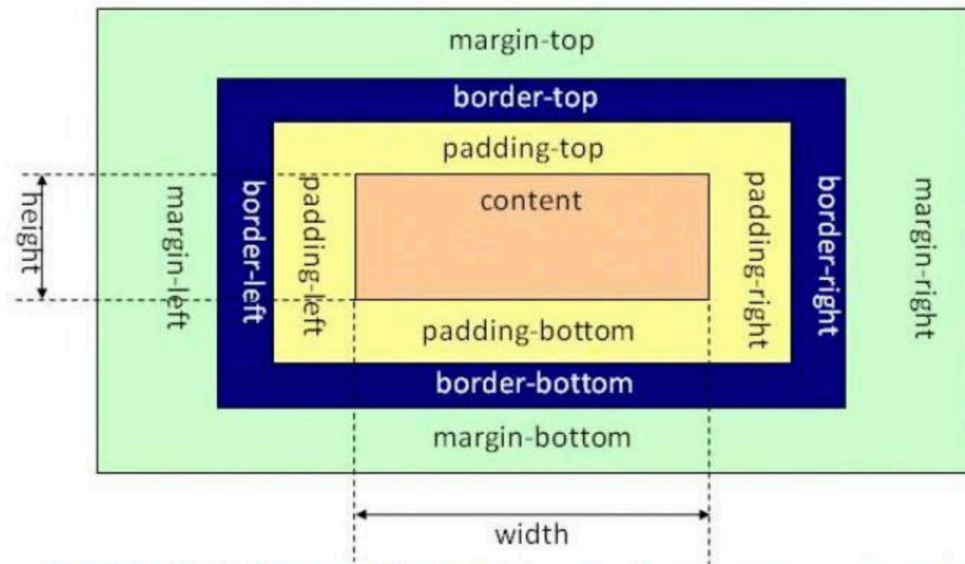 margin-top
border-top
padding-top
content
height
margin-left
border-left
padding-left
padding-right
border-right
margin-right
padding-bottom
border-bottom
margin-bottom
width